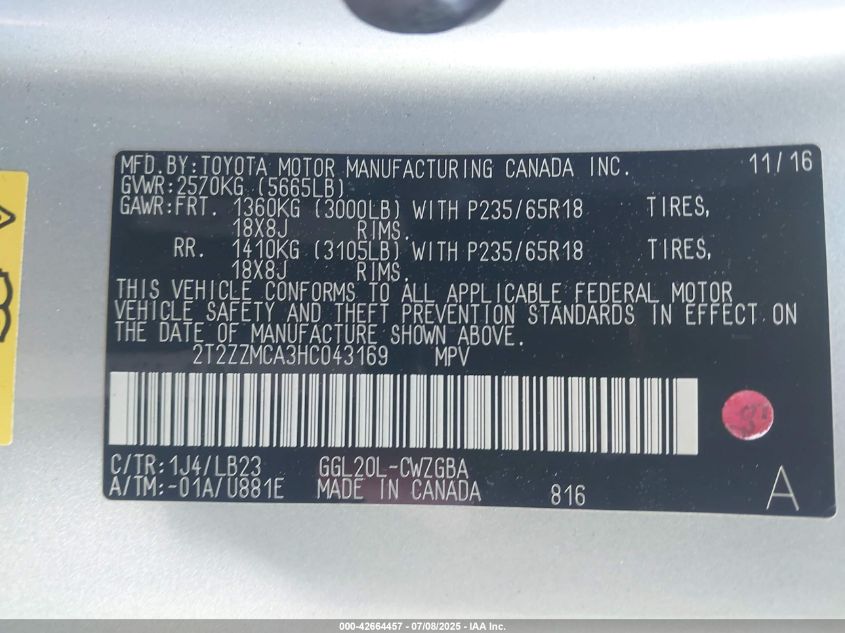 MFD.BY:TOYOTA MOTOR MANUFACTURING CANADA INC. 11/16
GVWR:2570KG (5665LB)
GAWR:FRT. 1360KG (3000LB) WITH P235/65R18 TIRES,
18X8J RIMS.
RR. 1410KG (3105LB) WITH P235/65R18 TIRES,
18X8J RIMS.
THIS VEHICLE CONFORMS TO ALL APPLICABLE FEDERAL MOTOR
VEHICLE SAFETY AND THEFT PREVENTION STANDARDS IN EFFECT ON
THE DATE OF MANUFACTURE SHOWN ABOVE.
2T2ZZMCA3HC043169 MPV
C/TR:1J4/LB23 GGL20L-CWZGBA
A/TM:-01A/U881E MADE IN CANADA 816 A
000-42664457 - 07/08/2025 - IAA Inc.